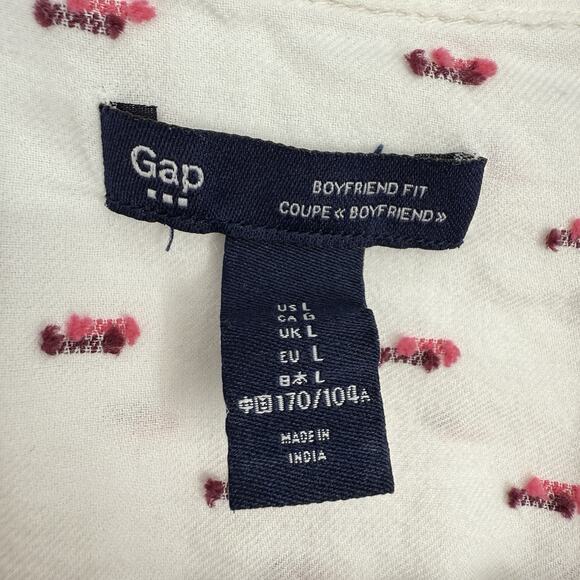 Gap
BOYFRIEND FIT
COUPE « BOYFRIEND »
US L
CA G
UK L
EU L
日本 L
中国 170/104A
MADE IN
INDIA